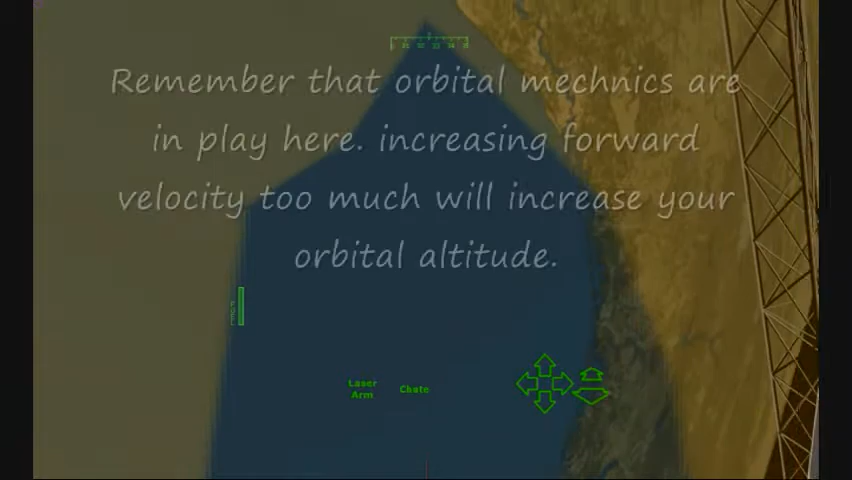 Remember that orbital mechnics are
in play here. increasing forward
velocity too much will increase your
orbital altitude.
Laser
Arm
Chute